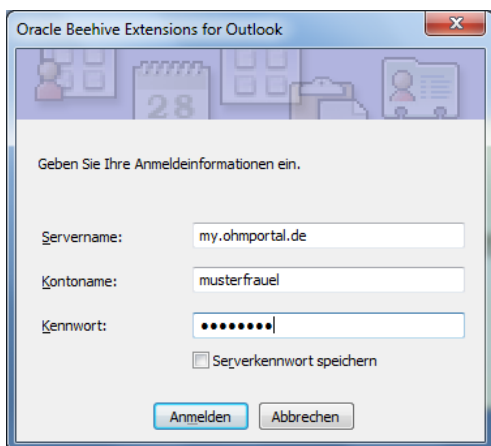 Oracle Beehive Extensions for Outlook
28
Geben Sie Ihre Anmeldeinformationen ein.
Servername: my.ohmportal.de
Kontoname: musterfrauel
Kennwort: ●●●●●●●●
Serverkennwort speichern
Anmelden Abbrechen